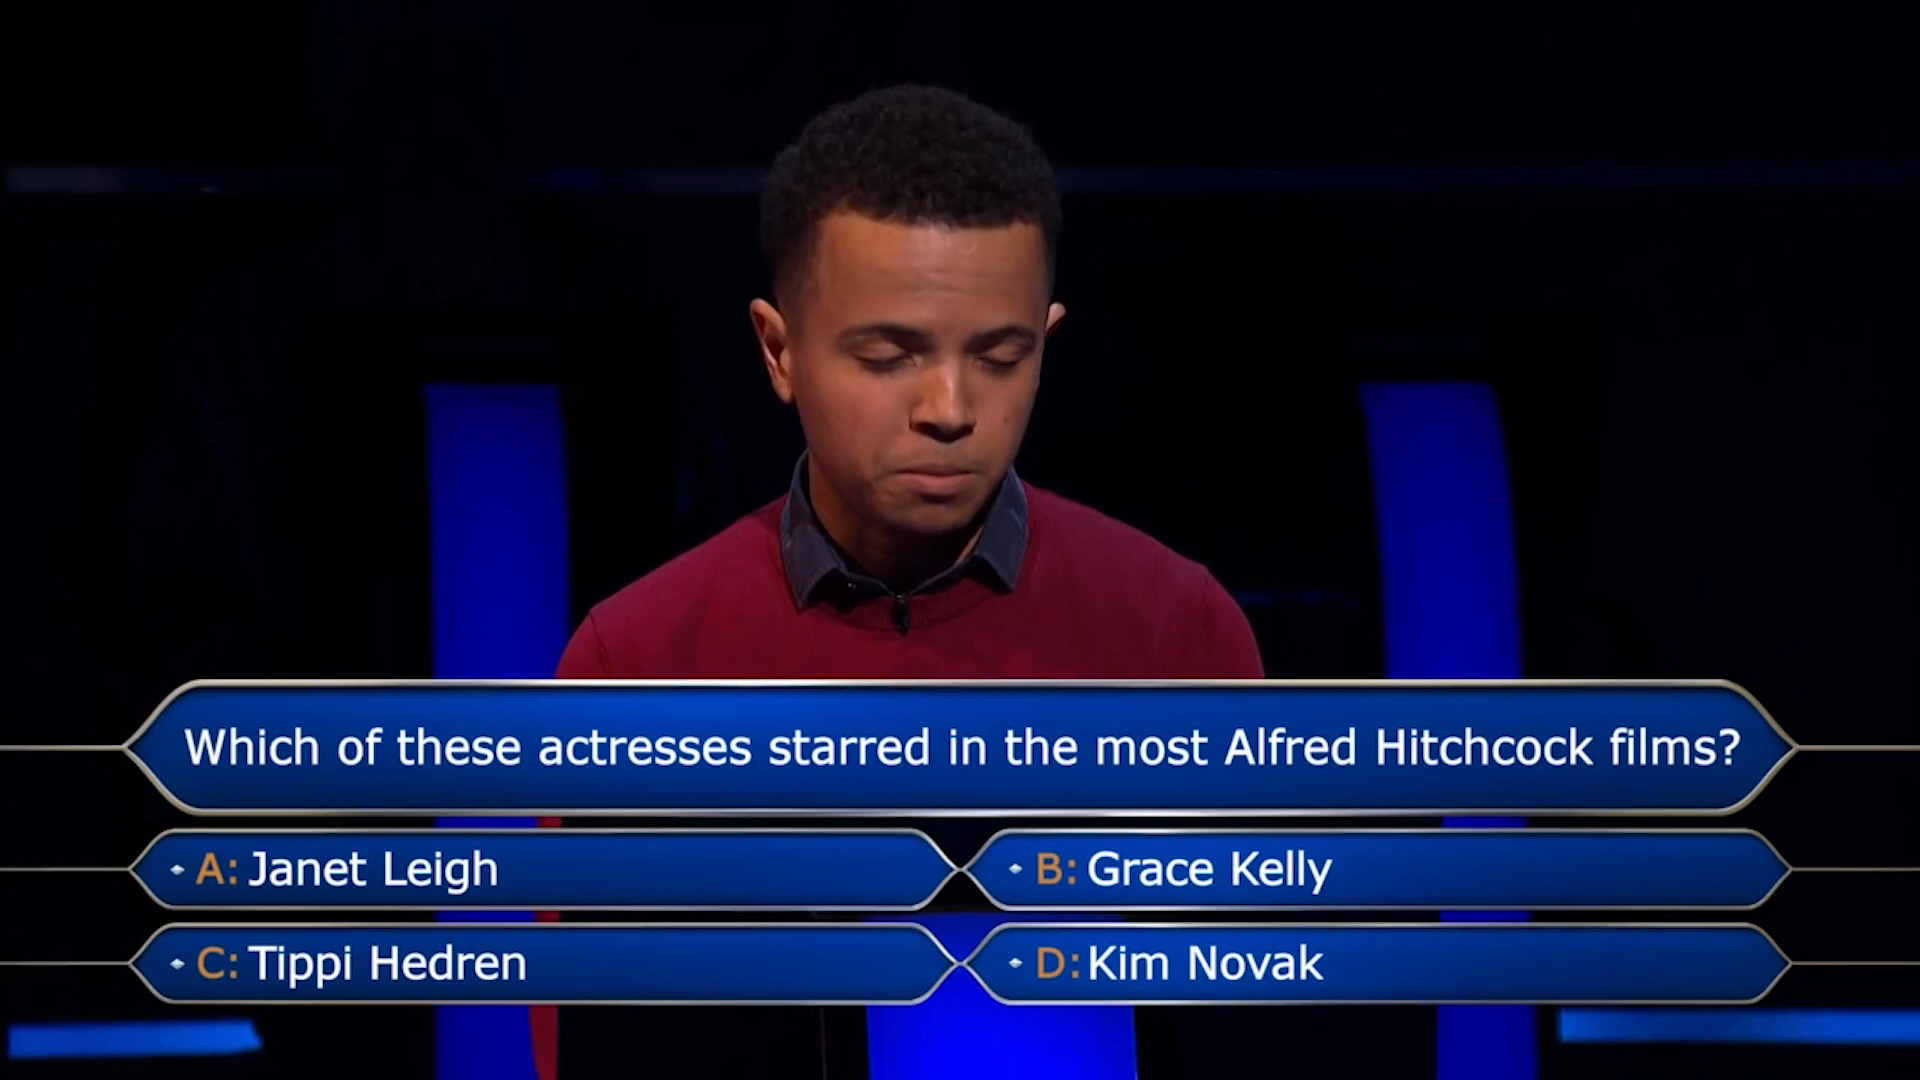 Which of these actresses starred in the most Alfred Hitchcock films?
A: Janet Leigh
B: Grace Kelly
C: Tippi Hedren
D: Kim Novak